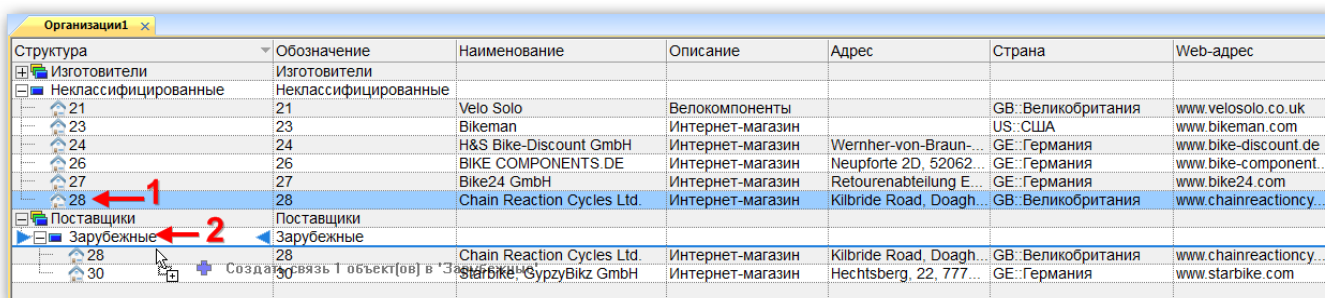 Организации1
Структура Обозначение Наименование Описание Адрес Страна Web-адрес
Изготовители Изготовители
Неклассифицированные Неклассифицированные
21 21 Velo Solo Велокомпоненты GB::Великобритания www.velosolo.co.uk
23 23 Bikeman Интернет-магазин US::США www.bikeman.com
24 24 H&S Bike-Discount GmbH Интернет-магазин Wernher-von-Braun-... GE::Германия www.bike-discount.de
26 26 BIKE COMPONENTS.DE Интернет-магазин Neupforte 2D, 52062... GE::Германия www.bike-component...
27 27 Bike24 GmbH Интернет-магазин Retourenabteilung E... GE::Германия www.bike24.com
28 1 28 Chain Reaction Cycles Ltd. Интернет-магазин Kilbride Road, Doagh... GB::Великобритания www.chainreactioncy...
Поставщики Поставщики
Зарубежные 2 Зарубежные
28 28 Chain Reaction Cycles Ltd. Интернет-магазин Kilbride Road, Doagh... GB::Великобритания www.chainreactioncy...
Создать связь 1 объект(ов) в 'Зарубежные'
30 30 Starbike, GypzyBikz GmbH Интернет-магазин Hechtsberg, 22, 777... GE::Германия www.starbike.com